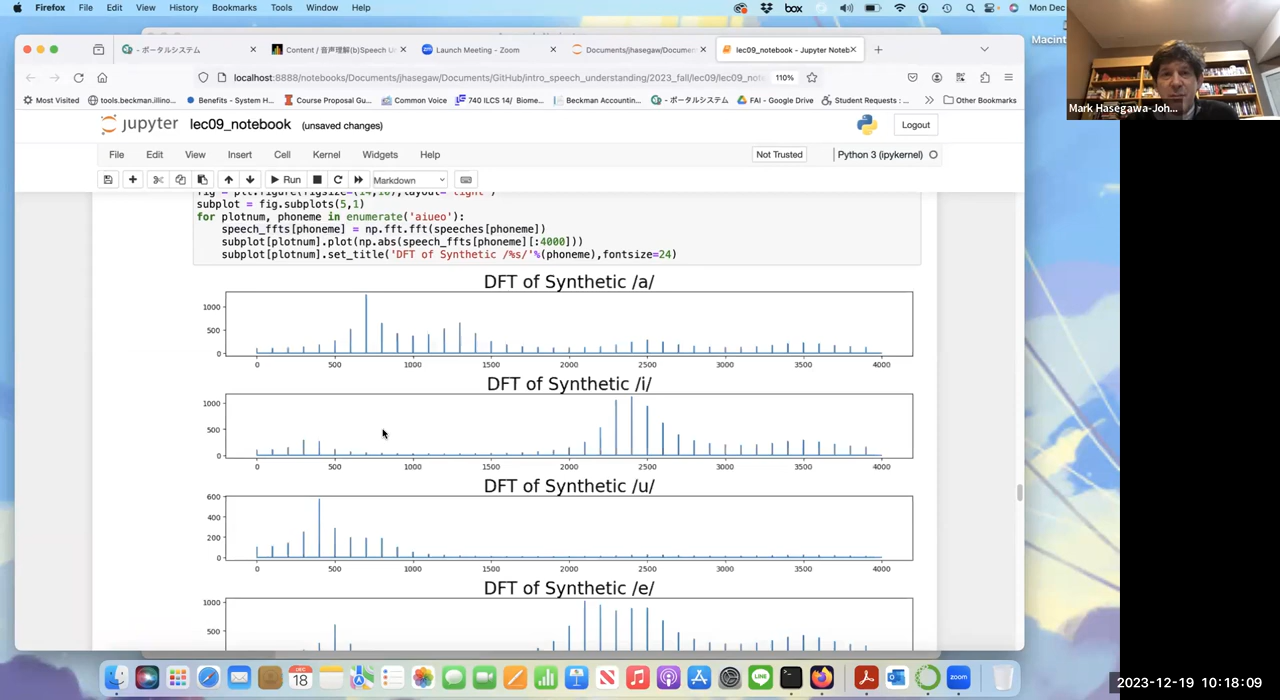 Firefox File Edit View History Bookmarks Tools Window Help
box
Mon Dec
- ポータルシステム
Content / 音声理解(I)(Speech U
Launch Meeting - Zoom
Documents/jhasegaw/Documen
lec09_notebook - Jupyter Noteb
Macint
localhost:8888/notebooks/Documents/jhasegaw/Documents/GitHub/intro_speech_understanding/2023_fall/lec09/lec09_note
110%
Most Visited
tools.beckman.illino...
Benefits - System H...
Course Proposal Gu...
Common Voice
740 ILCS 14/ Biome...
Beckman Accountin...
- ポータルシステム
FAI - Google Drive
Student Requests : ...
Other Bookmarks
Mark Hasegawa-Joh...
jupyter lec09_notebook (unsaved changes)
Logout
File Edit View Insert Cell Kernel Widgets Help
Not Trusted
Python 3 (ipykernel)
Run
Markdown
subplot = fig.subplots(5,1)
for plotnum, phoneme in enumerate('aiueo'):
speech_ffts[phoneme] = np.fft.fft(speeches[phoneme])
subplot[plotnum].plot(np.abs(speech_ffts[phoneme][:4000]))
subplot[plotnum].set_title('DFT of Synthetic /%s/'%(phoneme),fontsize=24)
DFT of Synthetic /a/
1000
500
0
0 500 1000 1500 2000 2500 3000 3500 4000
DFT of Synthetic /i/
1000
500
0
0 500 1000 1500 2000 2500 3000 3500 4000
DFT of Synthetic /u/
600
400
200
0
0 500 1000 1500 2000 2500 3000 3500 4000
DFT of Synthetic /e/
1000
500
DEC
18
LINE
zoom
2023-12-19 10:18:09